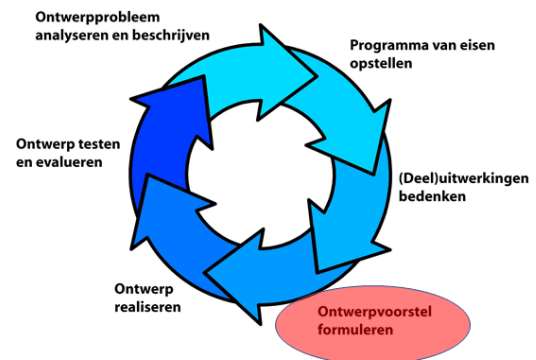 Ontwerpprobleem
analyseren en beschrijven
Programma van eisen
opstellen
(Deel)uitwerkingen
bedenken
Ontwerpvoorstel
formuleren
Ontwerp
realiseren
Ontwerp testen
en evalueren